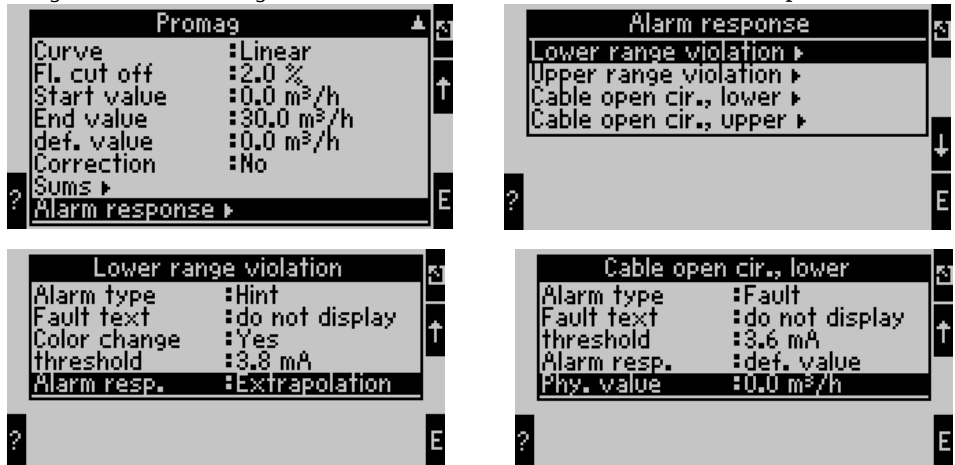 Promag
Curve :Linear
Fl. cut off :2.0 %
Start value :0.0 m³/h
End value :30.0 m³/h
def. value :0.0 m³/h
Correction :No
Sums
Alarm response
? E
Alarm response
Lower range violation
Upper range violation
Cable open cir., lower
Cable open cir., upper
? E
Lower range violation
Alarm type :Hint
Fault text :do not display
Color change :Yes
threshold :3.8 mA
Alarm resp. :Extrapolation
? E
Cable open cir., lower
Alarm type :Fault
Fault text :do not display
threshold :3.6 mA
Alarm resp. :def. value
Phy. value :0.0 m³/h
? E